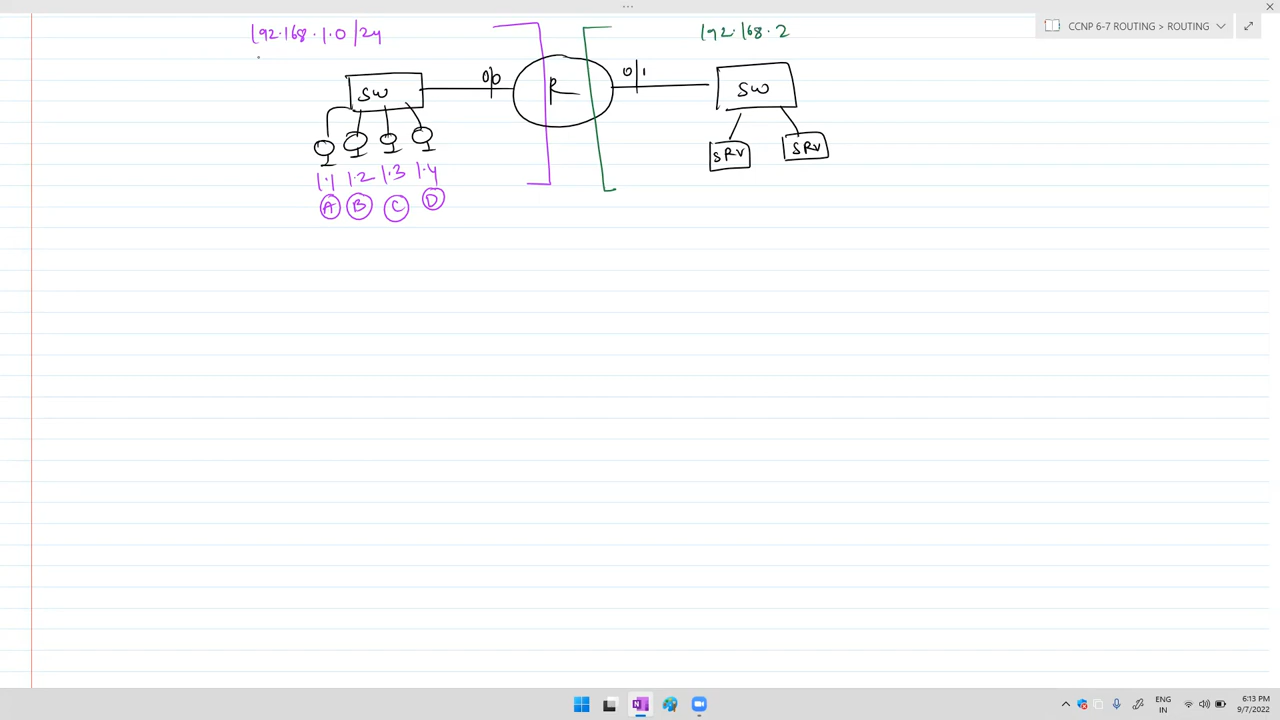 CCNP 6-7 ROUTING > ROUTING
192.168.1.0/24
192.168.2
SW
0/0
R
0/1
SW
SRV
SRV
1.1 1.2 1.3 1.4
A B C D
ENG
IN
6:13 PM
9/7/2022